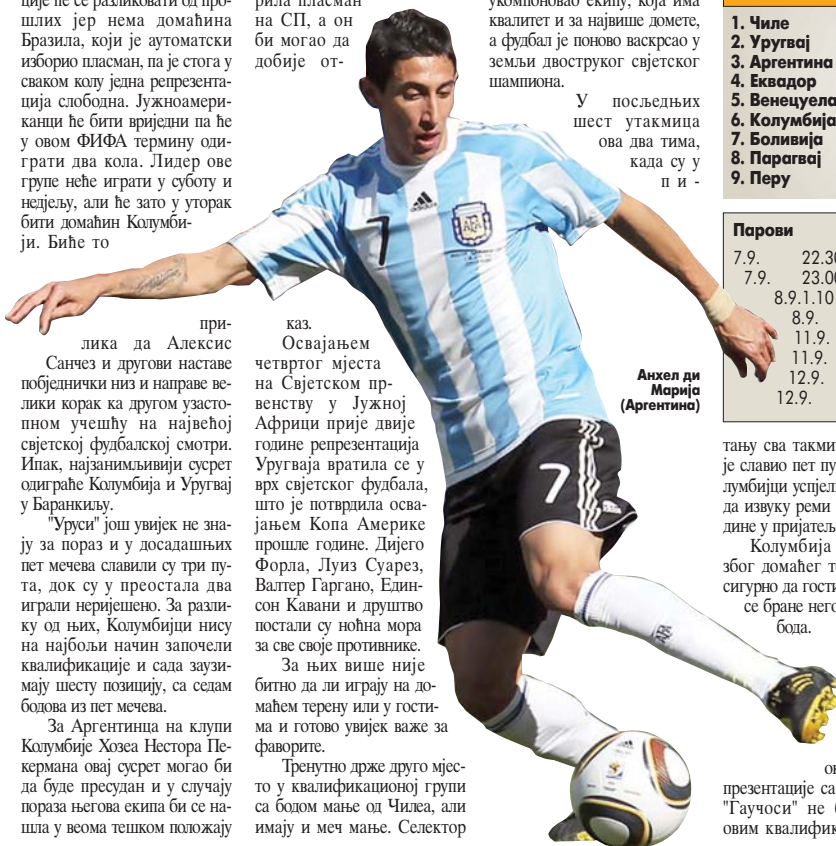 ције ће се разликовати од про-
шлих јер нема домаћина
Бразила, који је аутоматски
изборио пласман, па је стога у
сваком колу једна репрезента-
ција слободна. Јужноамери-
канци ће бити вриједни па ће
у овом ФИФА термину оди-
грати два кола. Лидер ове
групе неће играти у суботу и
недјељу, али ће зато у уторак
бити домаћин Колумби-
ји. Биће то
при-
лика да Алексис
Санчез и другови наставе
побједнички низ и направе ве-
лики корак ка другом узасто-
пном учешћу на највећој
свјетској фудбалској смотри.
Ипак, најзанимљивији сусрет
одиграће Колумбија и Уругвај
у Баранкиљу.
"Уруси" још увијек не зна-
ју за пораз и у досадашњих
пет мечева славили су три пу-
та, док су у преостала два
играли неријешено. За разли-
ку од њих, Колумбијци нису
на најбољи начин започели
квалификације и сада заузи-
мају шесту позицију, са седам
бодова из пет мечева.
За Аргентинца на клупи
Колумбије Хозеа Нестора Пе-
кермана овај сусрет могао би
да буде пресудан и у случају
пораза његова екипа би се на-
шла у веома тешком положају
рила пласман
на СП, а он
би могао да
добије от-
каз.
Освајањем
четвртог мјеста
на Свјетском пр-
венству у Јужној
Африци прије двије
године репрезентација
Уругваја вратила се у
врх свјетског фудбала,
што је потврдила осва-
јањем Копа Америке
прошле године. Дијего
Форла, Луиз Суарез,
Валтер Гаргано, Един-
сон Кавани и друштво
постали су ноћна мора
за све своје противнике.
За њих више није
битно да ли играју на до-
маћем терену или у гости-
ма и готово увијек важе за
фаворите.
Тренутно држе друго мјес-
то у квалификационој групи
са бодом мање од Чилеа, али
имају и меч мање. Селектор
укомпоновао екипу, која има
квалитет и за највише домете,
а фудбал је поново васкрсао у
земљи двоструког свјетског
шампиона.
У посљедњих
шест утакмица
ова два тима,
када су у
пи-
Анхел ди
Марија
(Аргентина)
7
AFA
adidas
7
1. Чиле
2. Уругвај
3. Аргентина
4. Еквадор
5. Венецуела
6. Колумбија
7. Боливија
8. Парагвај
9. Перу
Парови
7.9. 22.30
7.9. 23.00
8.9.1.10
8.9.
11.9.
11.9.
12.9.
12.9.
тању сва такми
је славио пет пу
лумбијци успјел
да извуку реми
дине у пријатељ
Колумбија
због домаћег т
сигурно да гости
се бране него
бода.
презентације са
"Гаучоси" не
овим квалифик